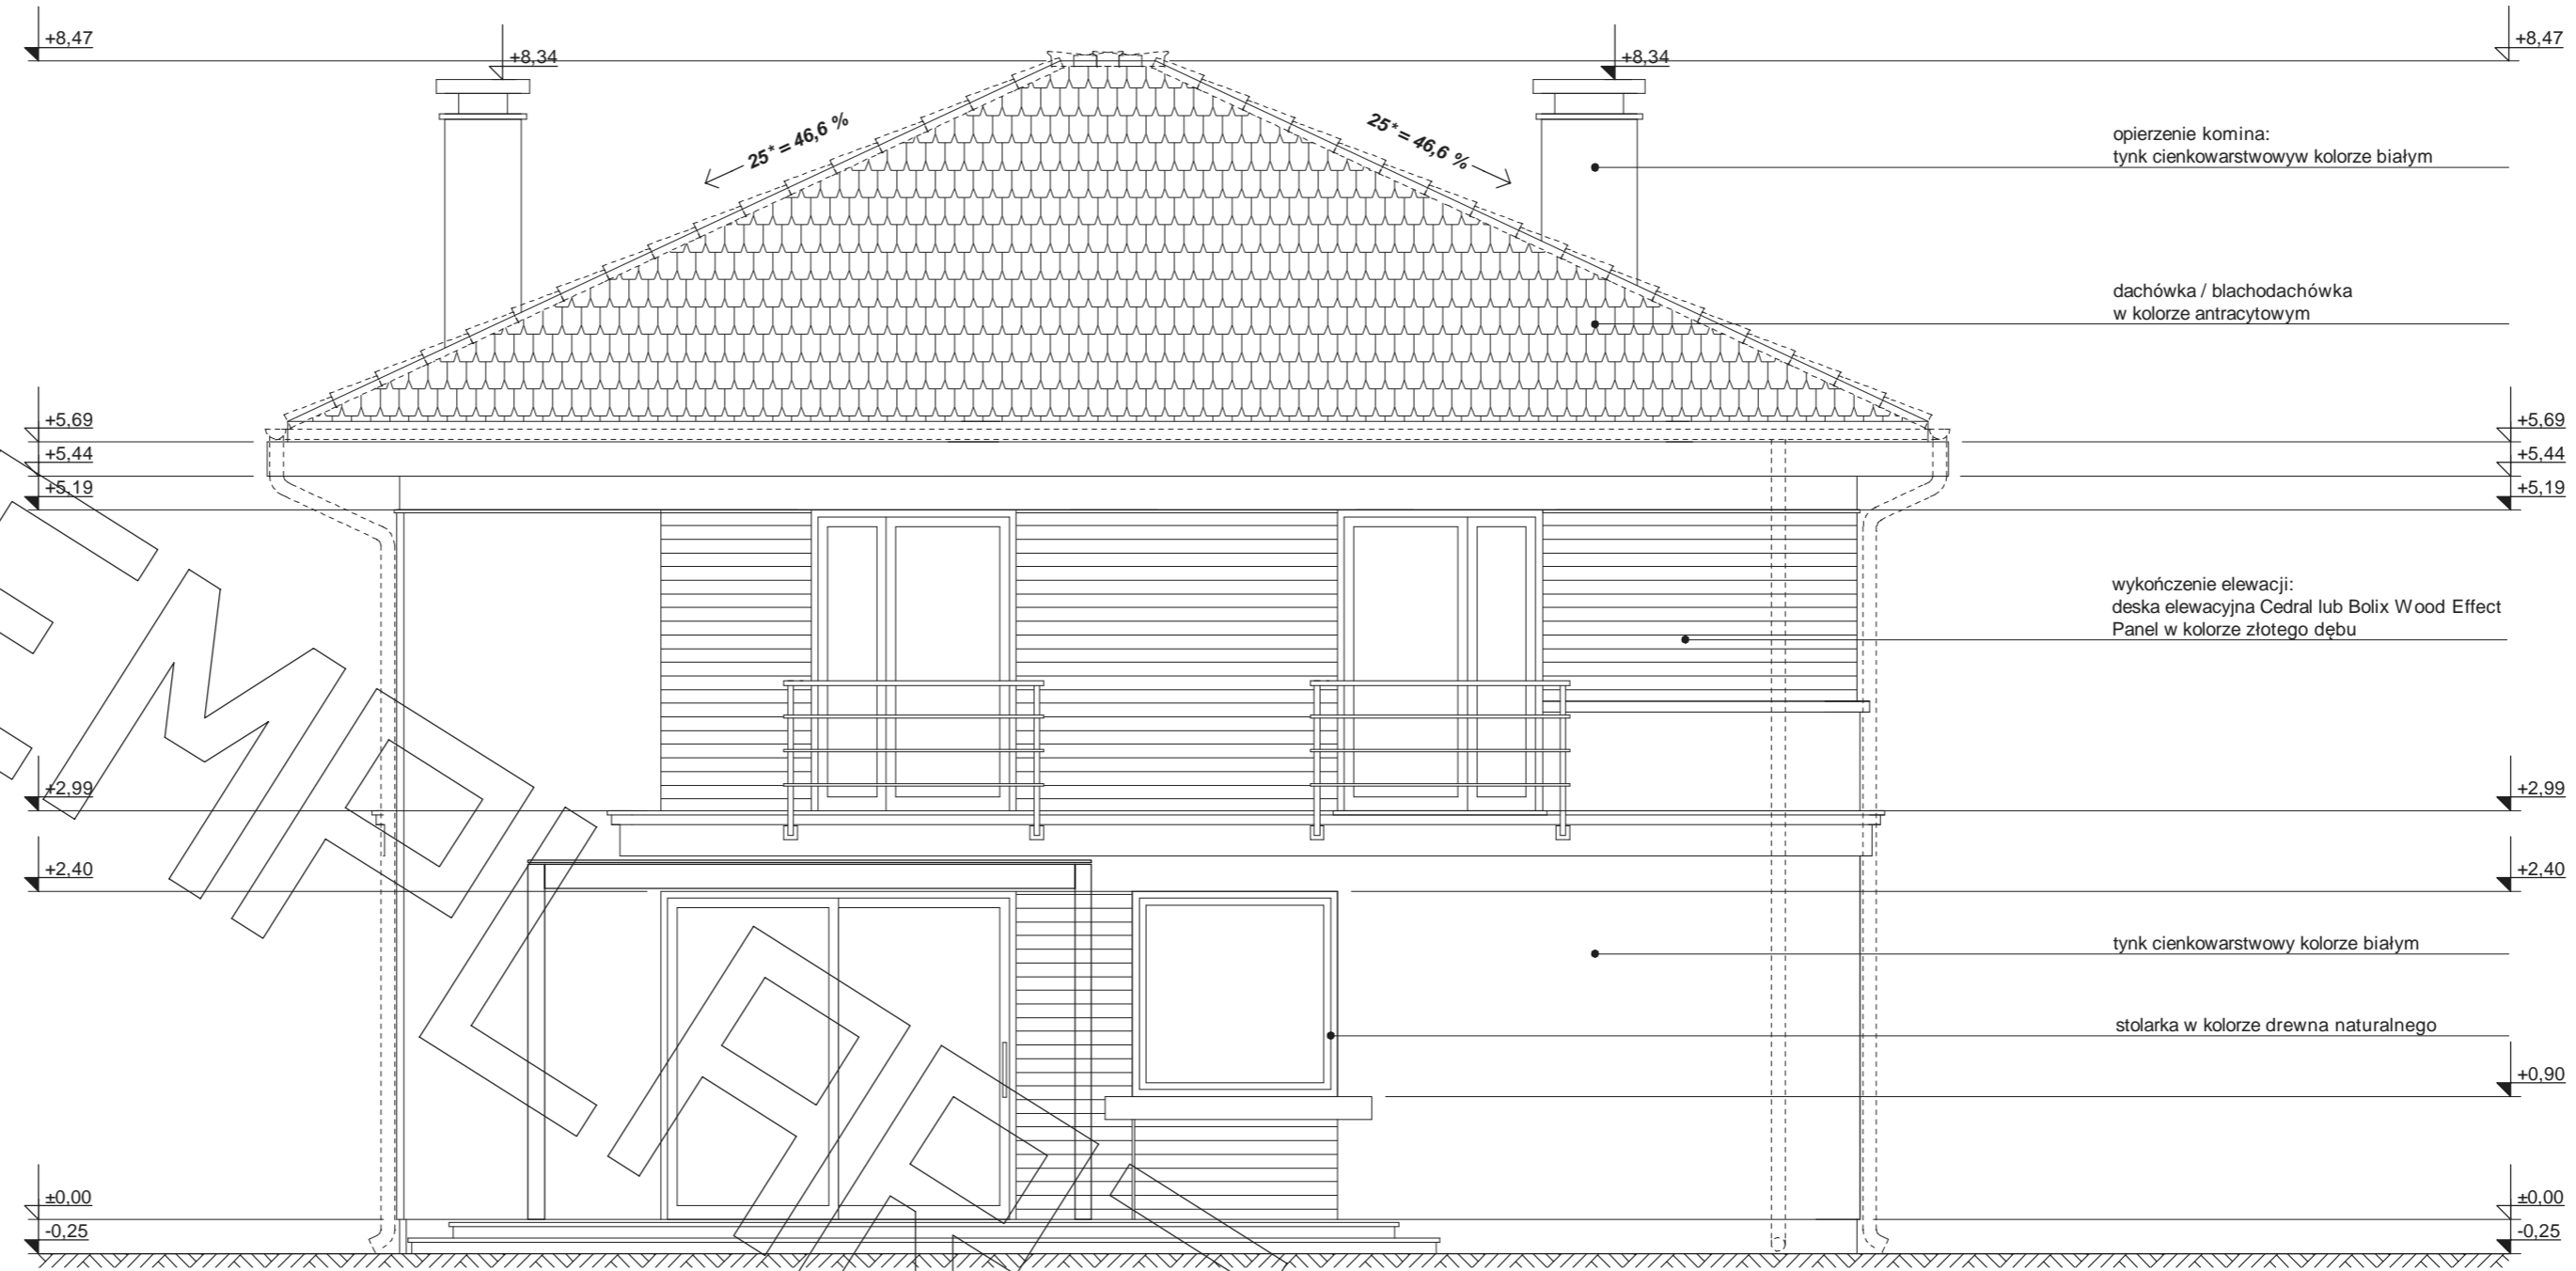 +8,47
+8,34
+8,34
+8,47
25*= 46,6 %
25*= 46,6 %
opierzenie komina:
tynk cienkowarstwowyw kolorze białym
dachówka / blachodachówka
w kolorze antracytowym
+5,69
+5,69
+5,44
+5,44
+5,19
+5,19
wykończenie elewacji:
deska elewacyjna Cedral lub Bolix Wood Effect
Panel w kolorze złotego dębu
+2,99
+2,99
+2,40
+2,40
tynk cienkowarstwowy kolorze białym
stolarka w kolorze drewna naturalnego
+0,90
±0,00
±0,00
-0,25
-0,25